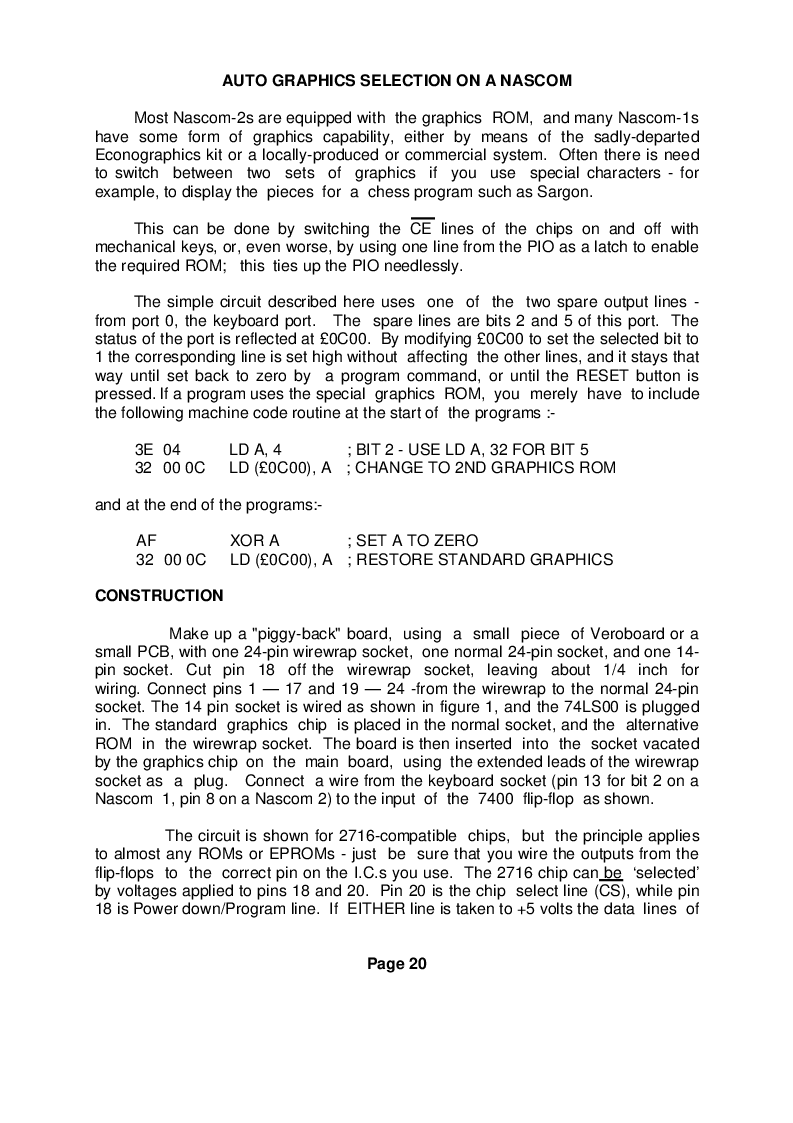 AUTO GRAPHICS SELECTION ON A NASCOM
Most Nascom-2s are equipped with the graphics ROM, and many Nascom-1s
have some form of graphics capability, either by means of the sadly-departed
Econographics kit or a locally-produced or commercial system. Often there is need
to switch between two sets of graphics if you use special characters - for
example, to display the pieces for a chess program such as Sargon.
This can be done by switching the CE lines of the chips on and off with
mechanical keys, or, even worse, by using one line from the PIO as a latch to enable
the required ROM; this ties up the PIO needlessly.
The simple circuit described here uses one of the two spare output lines -
from port 0, the keyboard port. The spare lines are bits 2 and 5 of this port. The
status of the port is reflected at £0C00. By modifying £0C00 to set the selected bit to
1 the corresponding line is set high without affecting the other lines, and it stays that
way until set back to zero by a program command, or until the RESET button is
pressed. If a program uses the special graphics ROM, you merely have to include
the following machine code routine at the start of the programs :-
3E 04 LD A, 4 ; BIT 2 - USE LD A, 32 FOR BIT 5
32 00 0C LD (£0C00), A ; CHANGE TO 2ND GRAPHICS ROM
and at the end of the programs:-
AF XOR A ; SET A TO ZERO
32 00 0C LD (£0C00), A ; RESTORE STANDARD GRAPHICS
CONSTRUCTION
Make up a "piggy-back" board, using a small piece of Veroboard or a
small PCB, with one 24-pin wirewrap socket, one normal 24-pin socket, and one 14-
pin socket. Cut pin 18 off the wirewrap socket, leaving about 1/4 inch for
wiring. Connect pins 1 — 17 and 19 — 24 -from the wirewrap to the normal 24-pin
socket. The 14 pin socket is wired as shown in figure 1, and the 74LS00 is plugged
in. The standard graphics chip is placed in the normal socket, and the alternative
ROM in the wirewrap socket. The board is then inserted into the socket vacated
by the graphics chip on the main board, using the extended leads of the wirewrap
socket as a plug. Connect a wire from the keyboard socket (pin 13 for bit 2 on a
Nascom 1, pin 8 on a Nascom 2) to the input of the 7400 flip-flop as shown.
The circuit is shown for 2716-compatible chips, but the principle applies
to almost any ROMs or EPROMs - just be sure that you wire the outputs from the
flip-flops to the correct pin on the I.C.s you use. The 2716 chip can be ‘selected’
by voltages applied to pins 18 and 20. Pin 20 is the chip select line (CS), while pin
18 is Power down/Program line. If EITHER line is taken to +5 volts the data lines of
Page 20